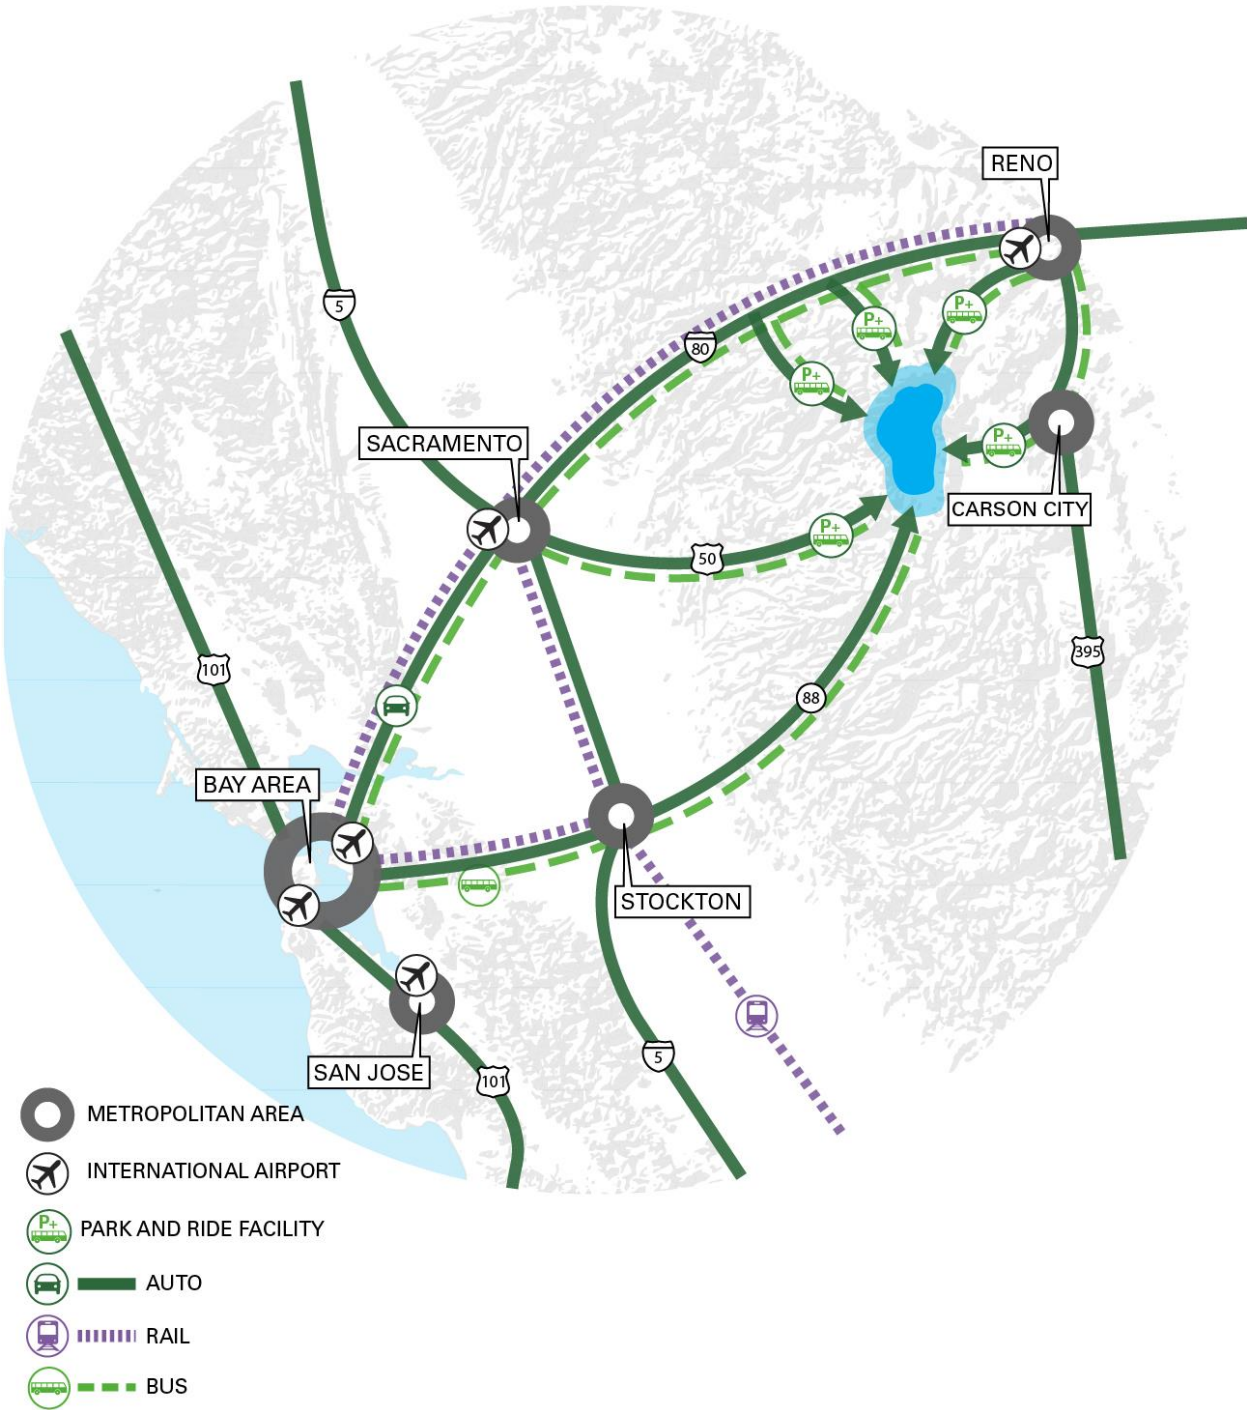 RENO
5
P+
P+
80
P+
SACRAMENTO
P+
CARSON CITY
P+
50
101
395
88
BAY AREA
STOCKTON
SAN JOSE
5
101
METROPOLITAN AREA
INTERNATIONAL AIRPORT
P+
PARK AND RIDE FACILITY
AUTO
RAIL
BUS